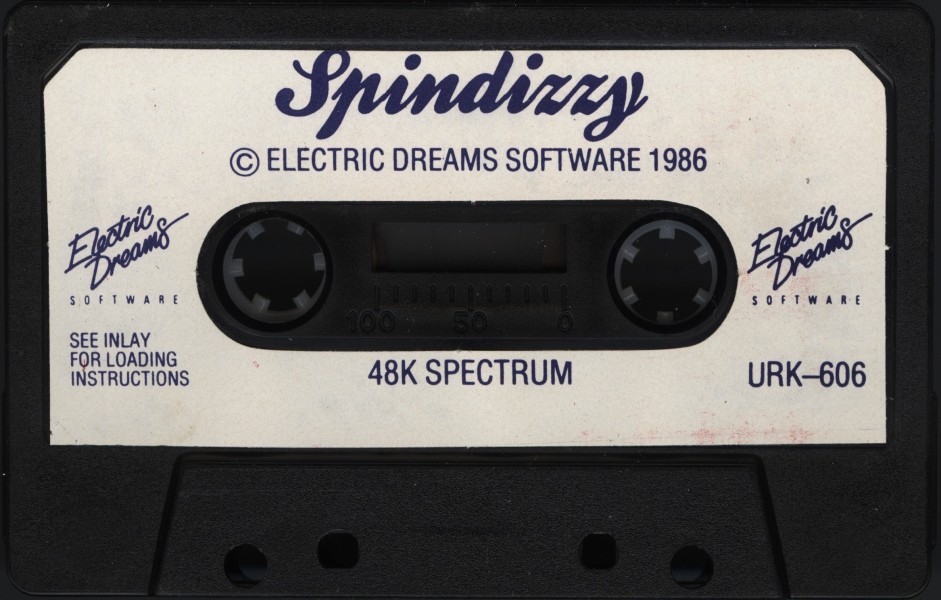 Spindizzy
© ELECTRIC DREAMS SOFTWARE 1986
Electric
Dreams
SOFTWARE
Electric
Dreams
SOFTWARE
100 50 0
SEE INLAY
FOR LOADING
INSTRUCTIONS
48K SPECTRUM
URK–606